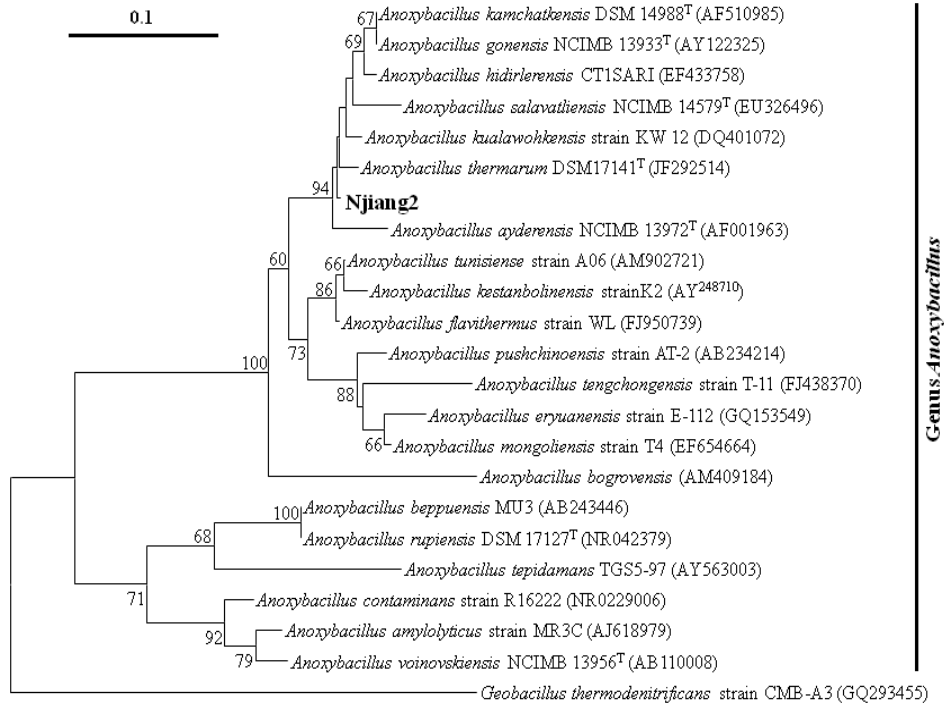 0.1
67
Anoxybacillus kamchatkensis DSM 14988T (AF510985)
Anoxybacillus gonensis NCIMB 13933T (AY122325)
69
Anoxybacillus hidirlerensis CT1SARI (EF433758)
Anoxybacillus salavatliensis NCIMB 14579T (EU326496)
Anoxybacillus kualawohkensis strain KW 12 (DQ401072)
Anoxybacillus thermarum DSM17141T (JF292514)
94
Njiang2
Anoxybacillus ayderensis NCIMB 13972T (AF001963)
60
66
Anoxybacillus tunisiense strain A06 (AM902721)
86
Anoxybacillus kestanbolinensis strainK2 (AY248710)
Anoxybacillus flavithermus strain WL (FJ950739)
73
Anoxybacillus pushchinoensis strain AT-2 (AB234214)
100
Anoxybacillus tengchongensis strain T-11 (FJ438370)
88
Anoxybacillus eryuanensis strain E-112 (GQ153549)
66
Anoxybacillus mongoliensis strain T4 (EF654664)
Anoxybacillus bogrovensis (AM409184)
100
Anoxybacillus beppuensis MU3 (AB243446)
68
Anoxybacillus rupiensis DSM 17127T (NR042379)
Anoxybacillus tepidamans TGS5-97 (AY563003)
71
Anoxybacillus contaminans strain R16222 (NR0229006)
92
Anoxybacillus amylolyticus strain MR3C (AJ618979)
79
Anoxybacillus voinovskiensis NCIMB 13956T (AB110008)
Geobacillus thermodenitrificans strain CMB-A3 (GQ293455)
Genus Anoxybacillus